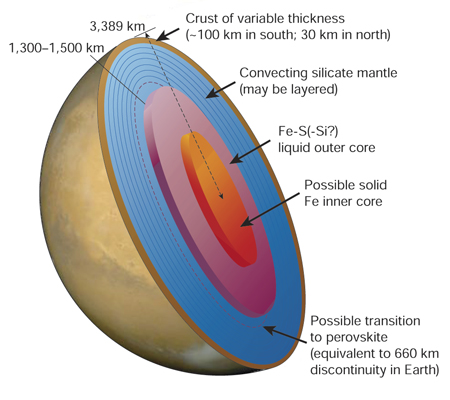 3,389 km
Crust of variable thickness
(~100 km in south; 30 km in north)
1,300–1,500 km
Convecting silicate mantle
(may be layered)
Fe-S(-Si?)
liquid outer core
Possible solid
Fe inner core
Possible transition
to perovskite
(equivalent to 660 km
discontinuity in Earth)